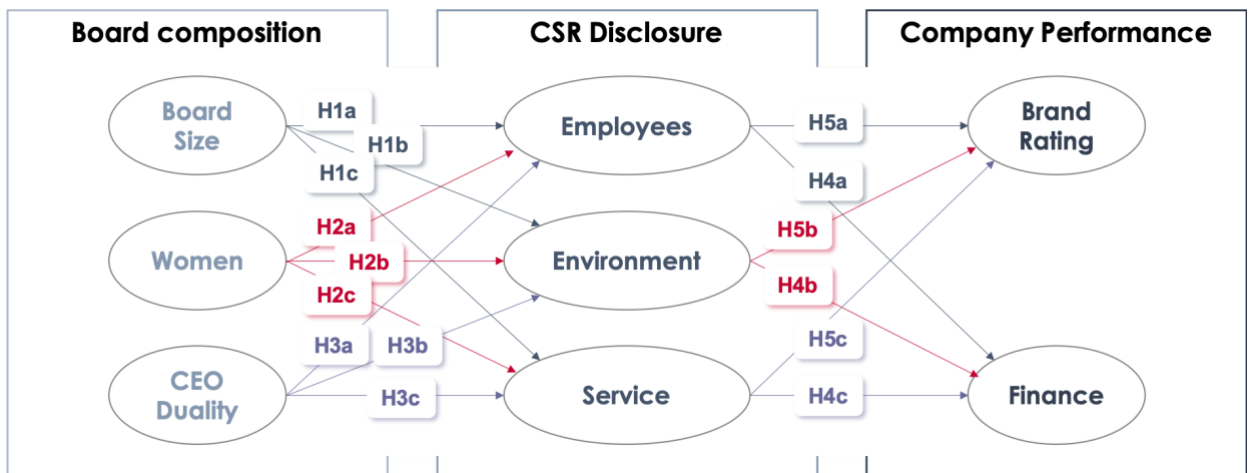 Board composition
CSR Disclosure
Company Performance
Board
Size
H1a
H1b
H1c
Employees
H5a
H4a
Brand
Rating
Women
H2a
H2b
H2c
Environment
H5b
H4b
CEO
Duality
H3a
H3b
H3c
Service
H5c
H4c
Finance